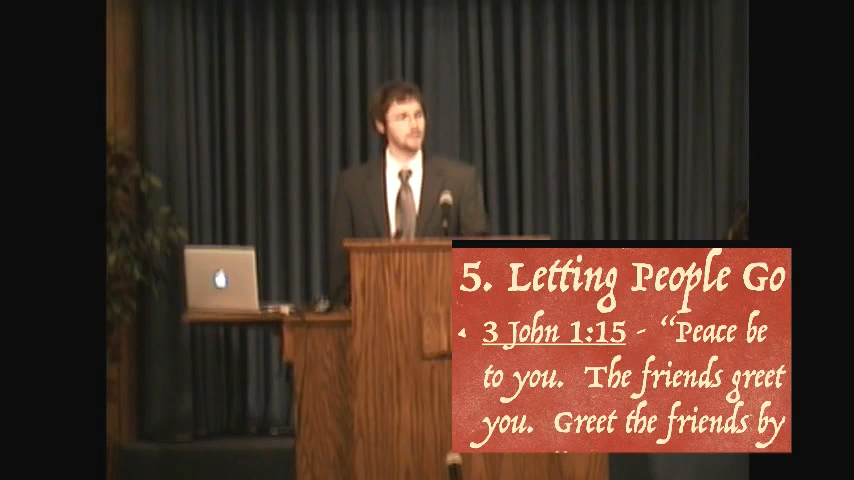 5. Letting People Go
3 John 1:15 - “Peace be
to you. The friends greet
you. Greet the friends by